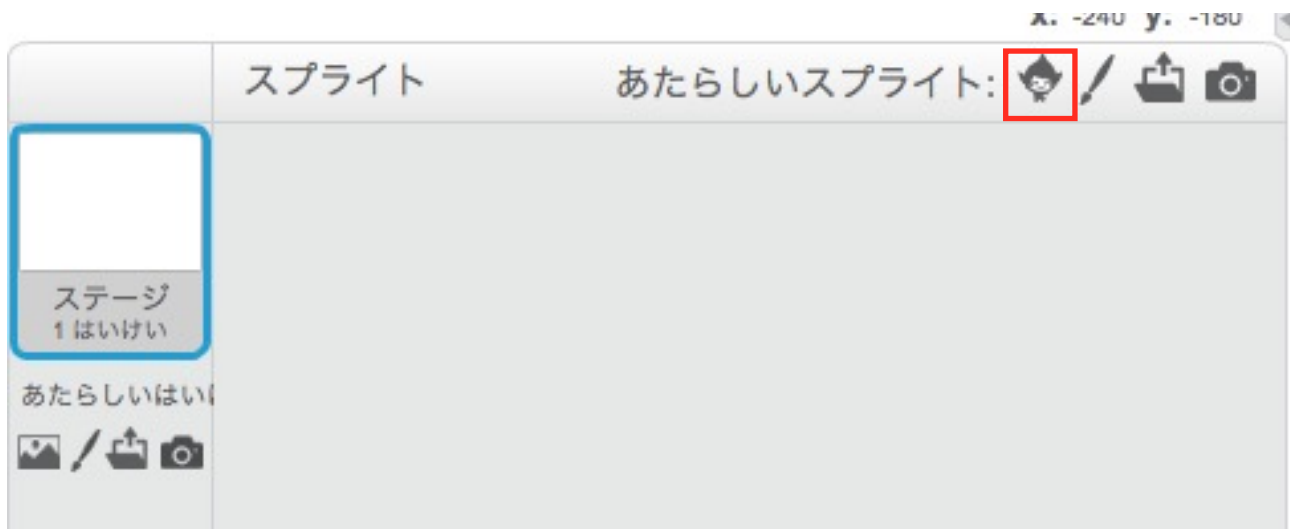 x: -240 y: -180
スプライト
あたらしいスプライト:
ステージ
1 はいけい
あたらしいはい